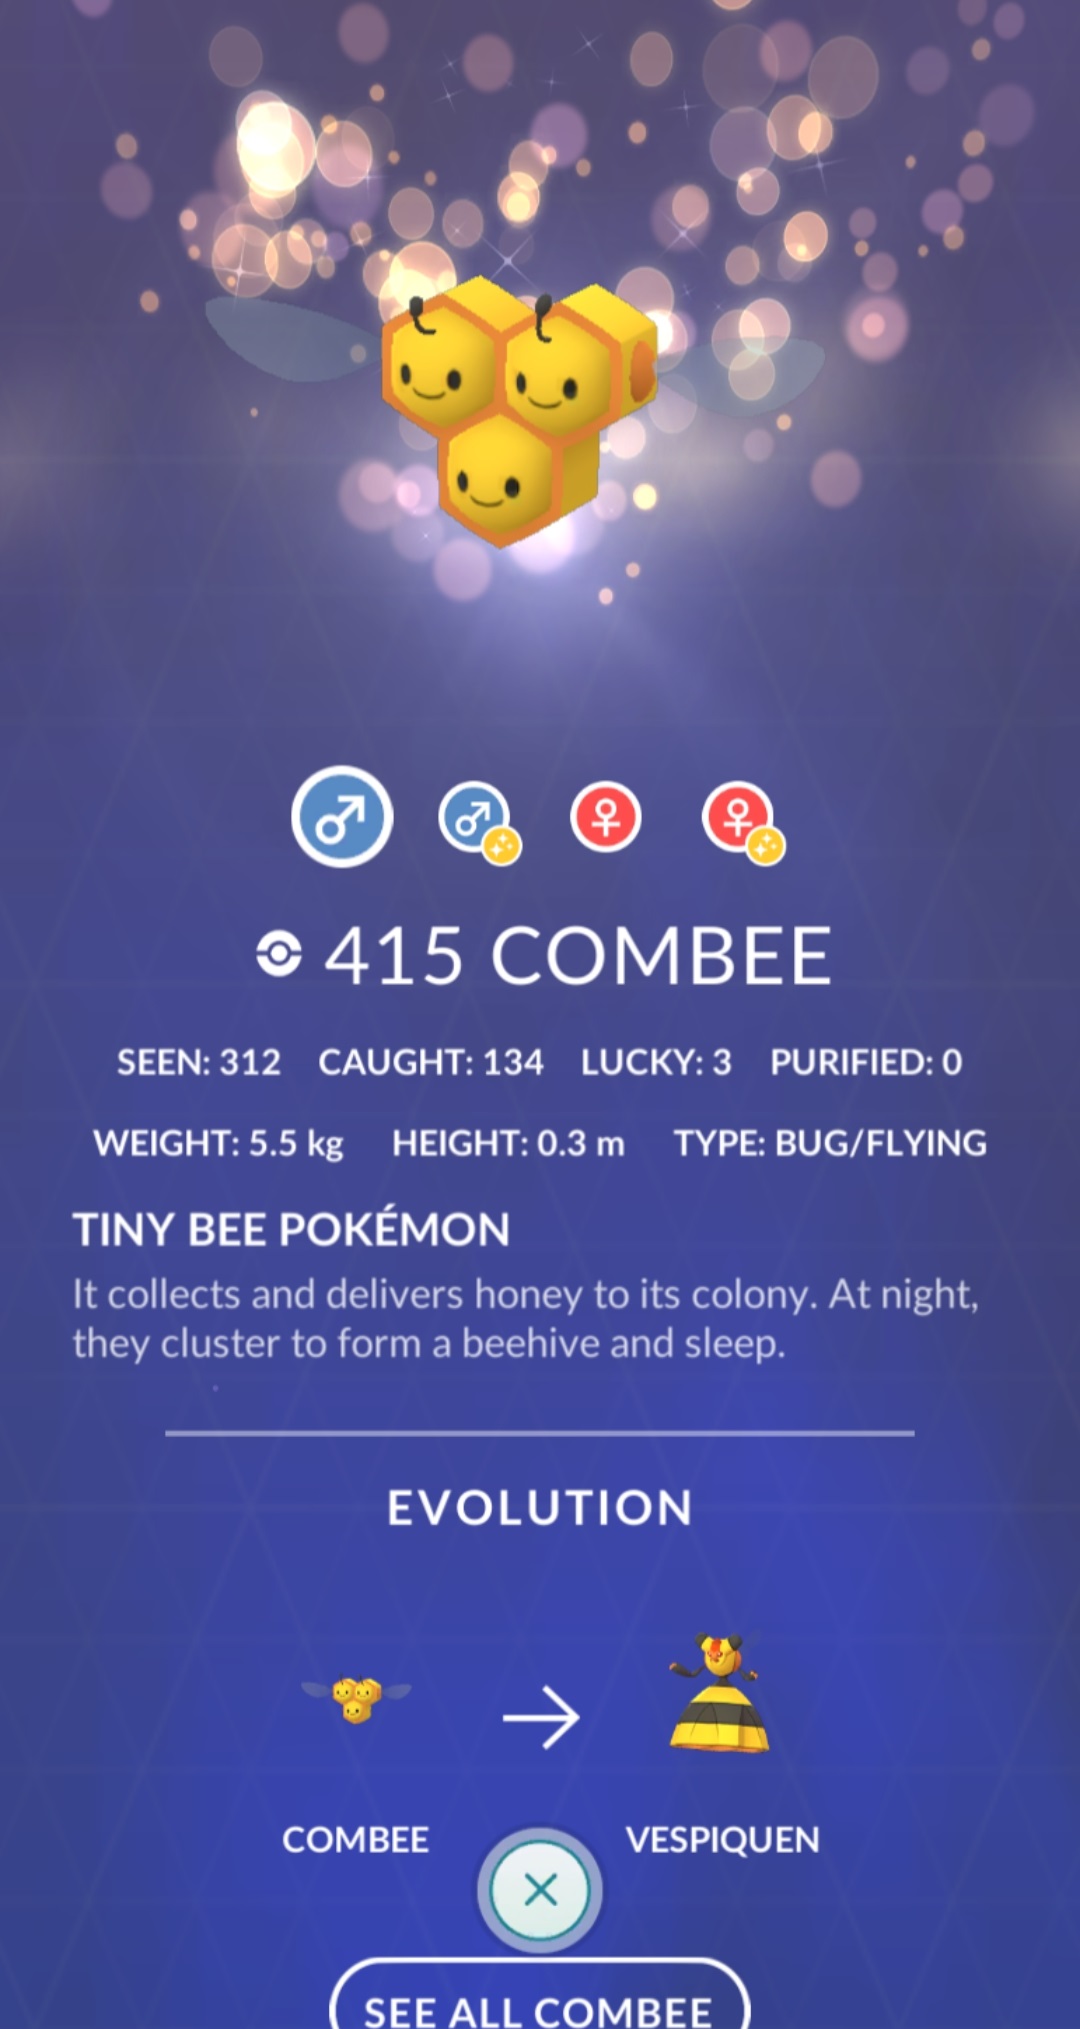 415 COMBEE
SEEN: 312 CAUGHT: 134 LUCKY: 3 PURIFIED: 0
WEIGHT: 5.5 kg HEIGHT: 0.3 m TYPE: BUG/FLYING
TINY BEE POKÉMON
It collects and delivers honey to its colony. At night,
they cluster to form a beehive and sleep.
EVOLUTION
COMBEE VESPIQUEN
SEE ALL COMBEE